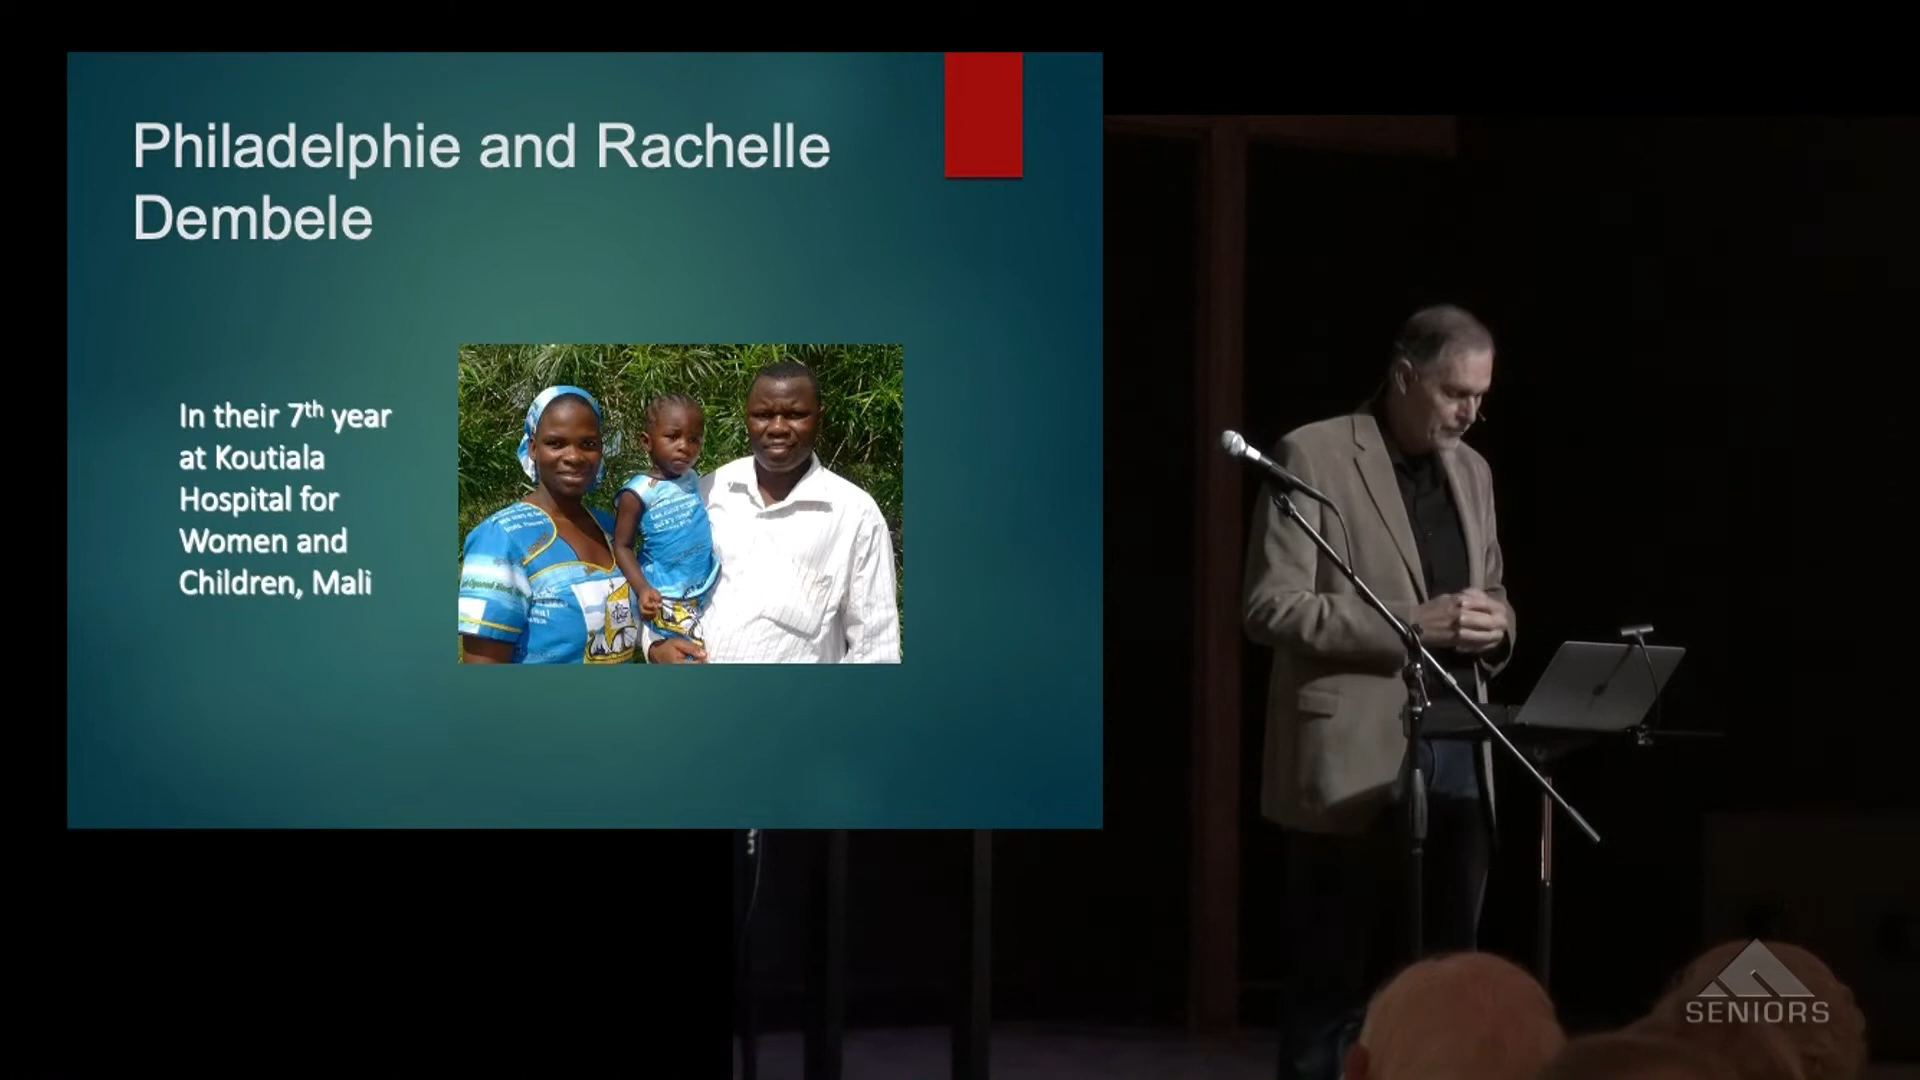 Philadelphie and Rachelle
Dembele
In their 7th year
at Koutiala
Hospital for
Women and
Children, Mali
SENIORS